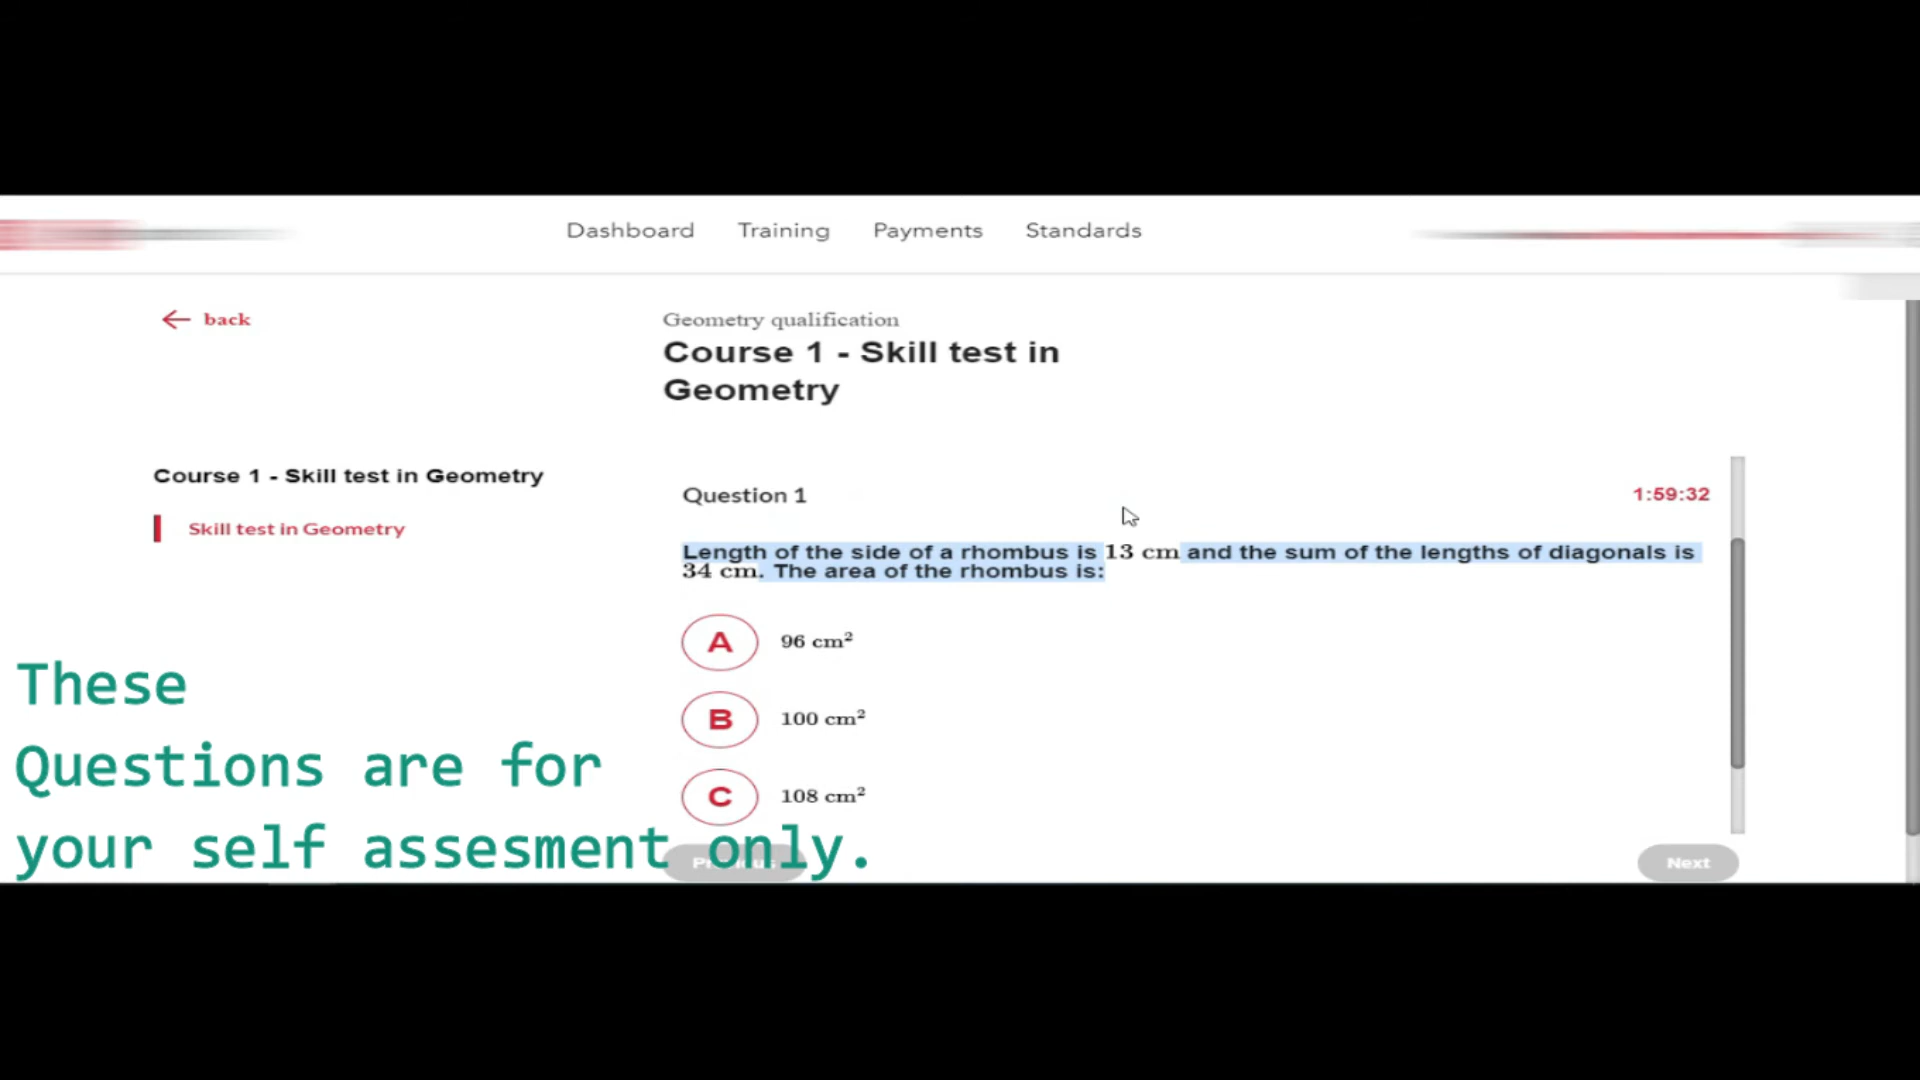 Dashboard Training Payments Standards
← back
Geometry qualification
Course 1 - Skill test in
Geometry
Course 1 - Skill test in Geometry
Skill test in Geometry
Question 1
1:59:32
Length of the side of a rhombus is 13 cm and the sum of the lengths of diagonals is
34 cm. The area of the rhombus is:
A 96 cm²
B 100 cm²
C 108 cm²
Next
These
Questions are for
your self assesment only.